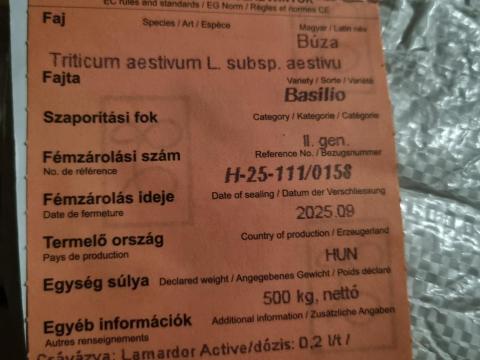 EC rules and standards / EG Norm / Règles et normes CE
Faj
Species / Art / Espèce
Magyar / Latin név
Búza
Triticum aestivum L. subsp. aestivu
Fajta
Variety / Sorte / Variété
Basilio
Szaporítási fok
Category / Kategorie / Catégorie
II. gen.
Fémzárolási szám
Reference No. / Bezugsnummer
No. de référence
H-25-111/0158
Fémzárolás ideje
Date of sealing / Datum der Verschliessung
Date de fermeture
2025.09
Termelő ország
Country of production / Erzeugerland
Pays de production
HUN
Egység súlya
Declared weight / Angegebenes Gewicht / Poids déclaré
500 kg, nettó
Egyéb információk
Additional information / Zusätzliche Angaben
Autres renseignements
Csávázva: Lamardor Active/dózis: 0,2 l/t /